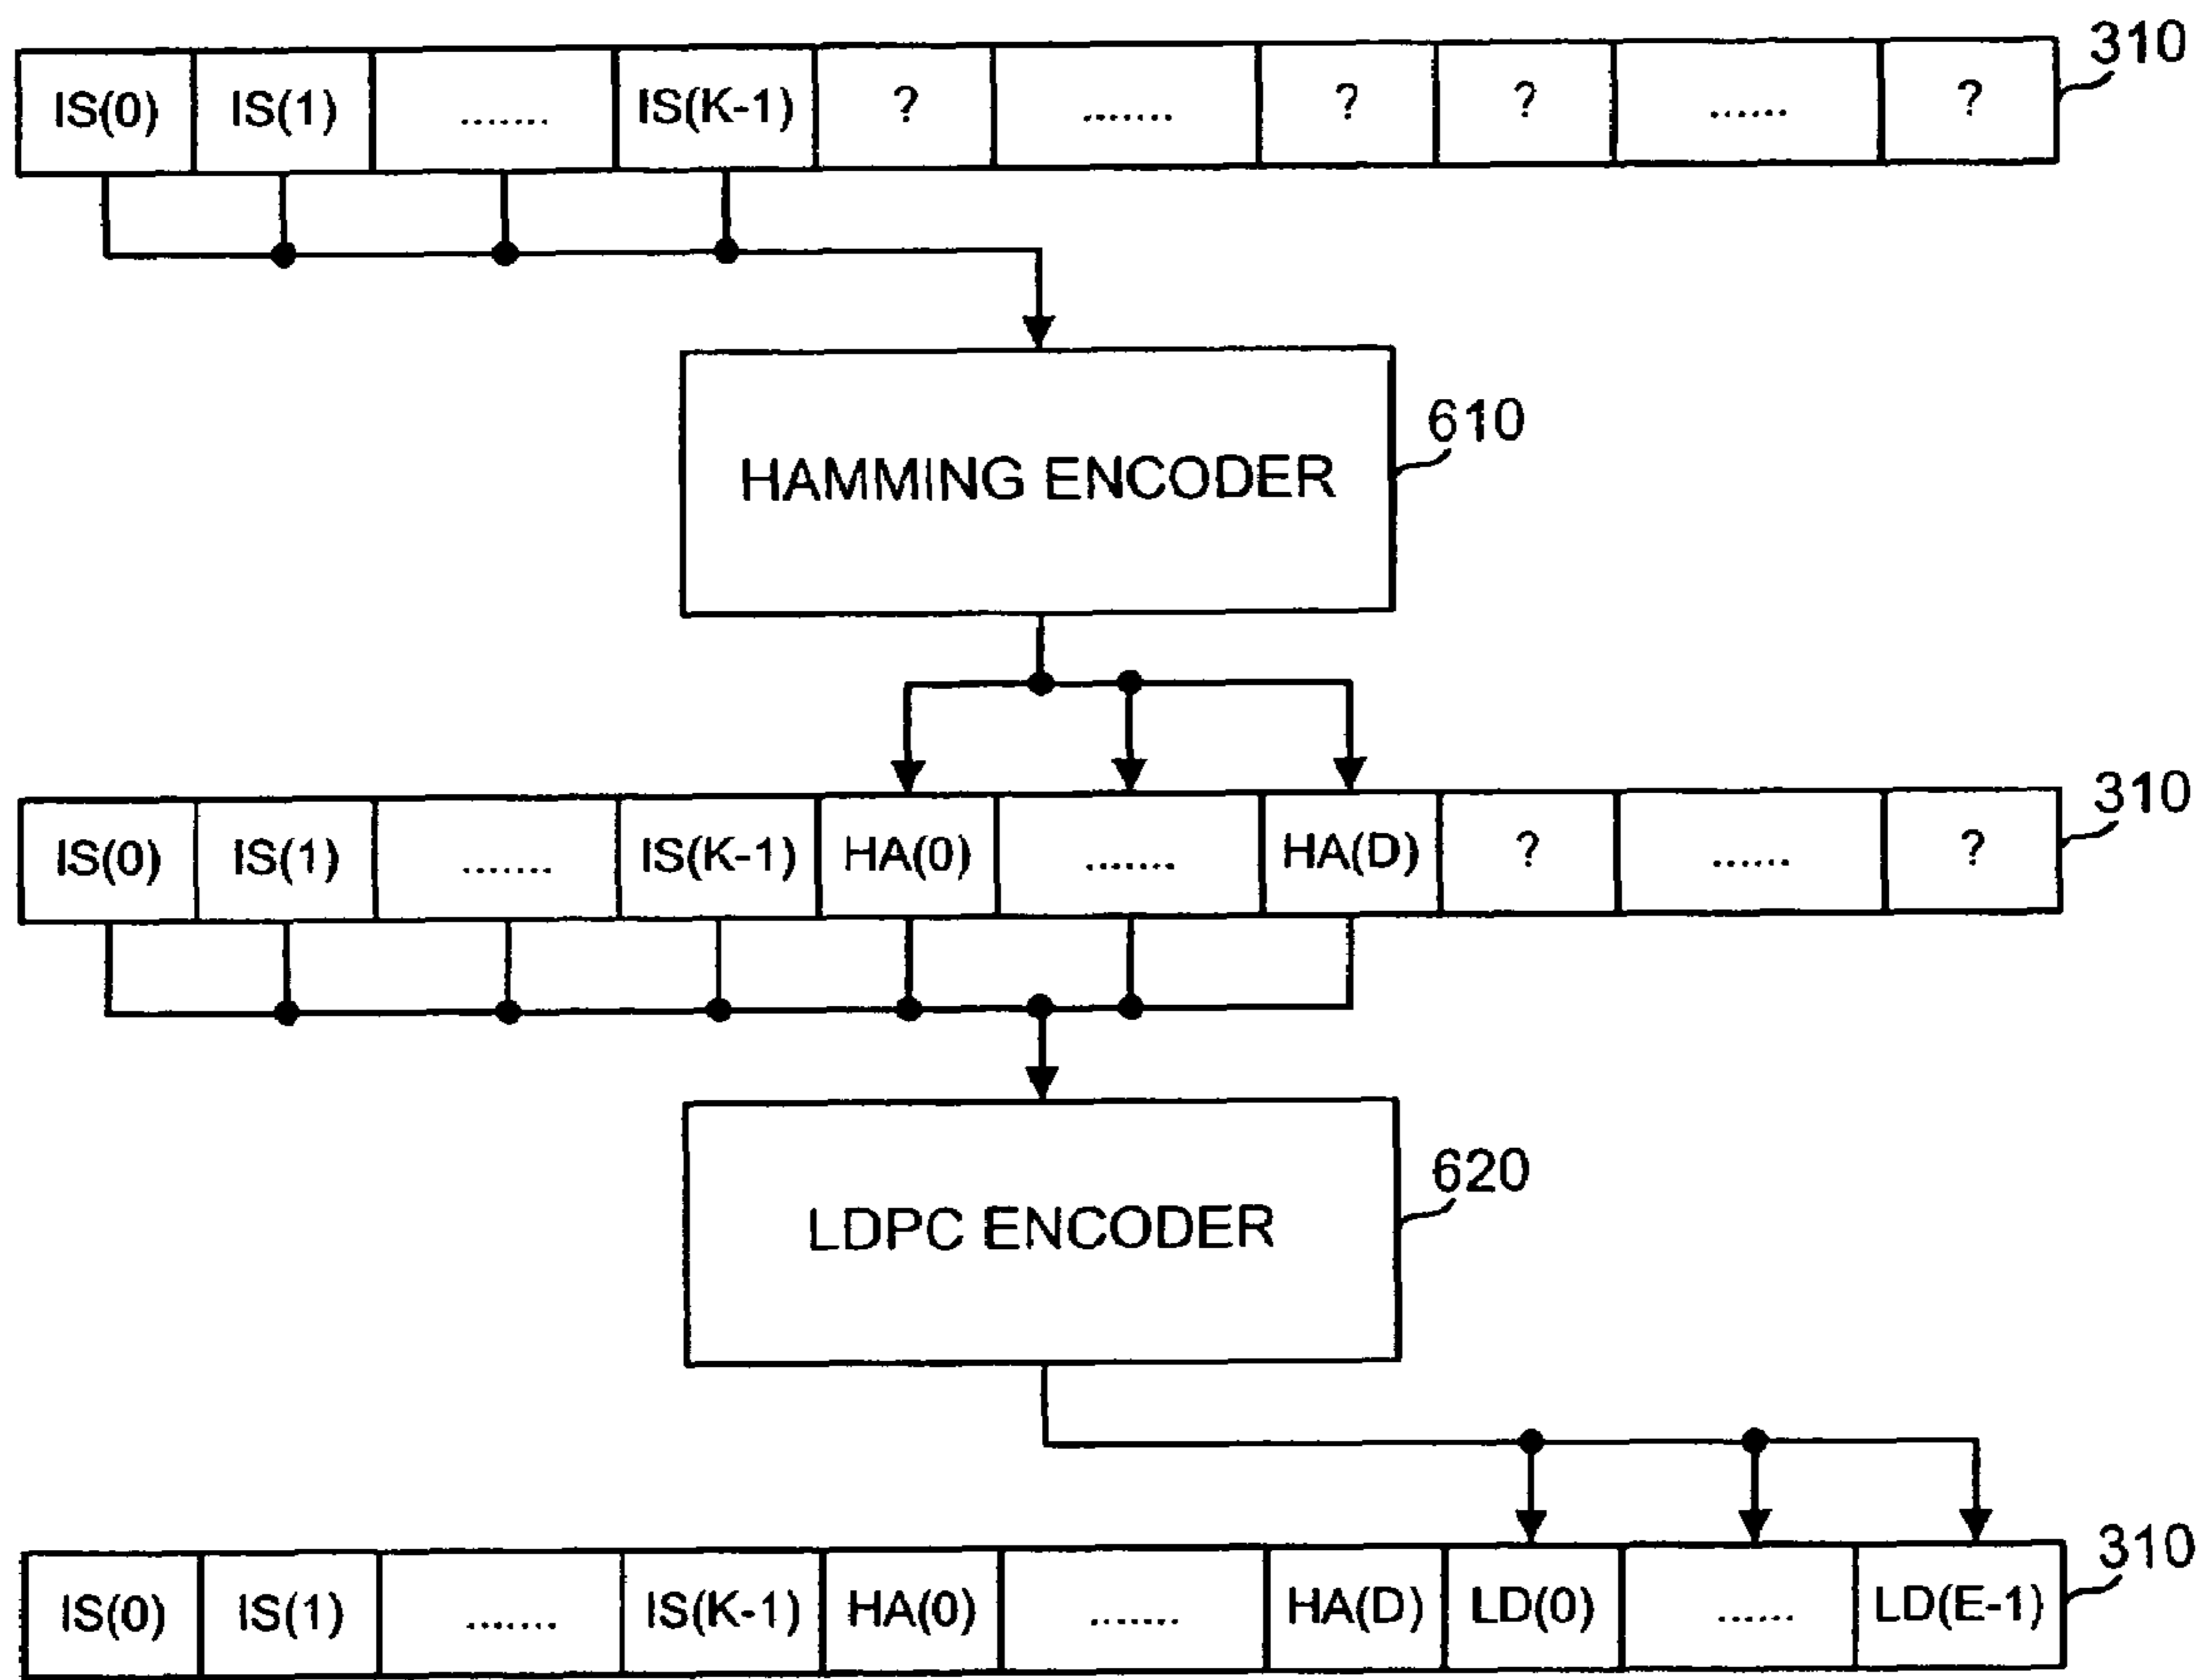 310
IS(0) IS(1) ....... IS(K-1) ? ....... ? ? ...... ?
610
HAMMING ENCODER
310
IS(0) IS(1) ....... IS(K-1) HA(0) ....... HA(D) ? ...... ?
620
LDPC ENCODER
310
IS(0) IS(1) ....... IS(K-1) HA(0) ....... HA(D) LD(0) ...... LD(E-1)